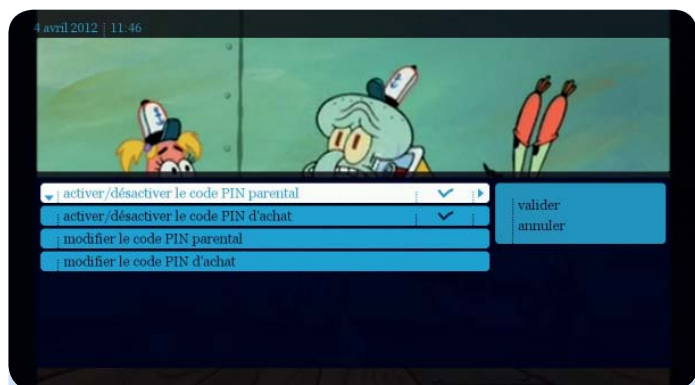 4 avril 2012 | 11:46
activer/désactiver le code PIN parental
activer/désactiver le code PIN d'achat
modifier le code PIN parental
modifier le code PIN d'achat
valider
annuler